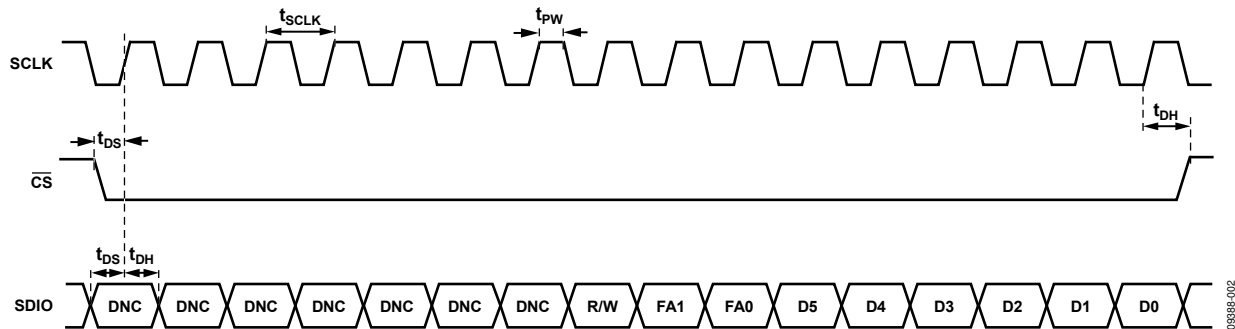 tSCLK
tPW
SCLK
tDH
tDS
CS
tDS tDH
SDIO DNC DNC DNC DNC DNC DNC DNC R/W FA1 FA0 D5 D4 D3 D2 D1 D0
09388-002